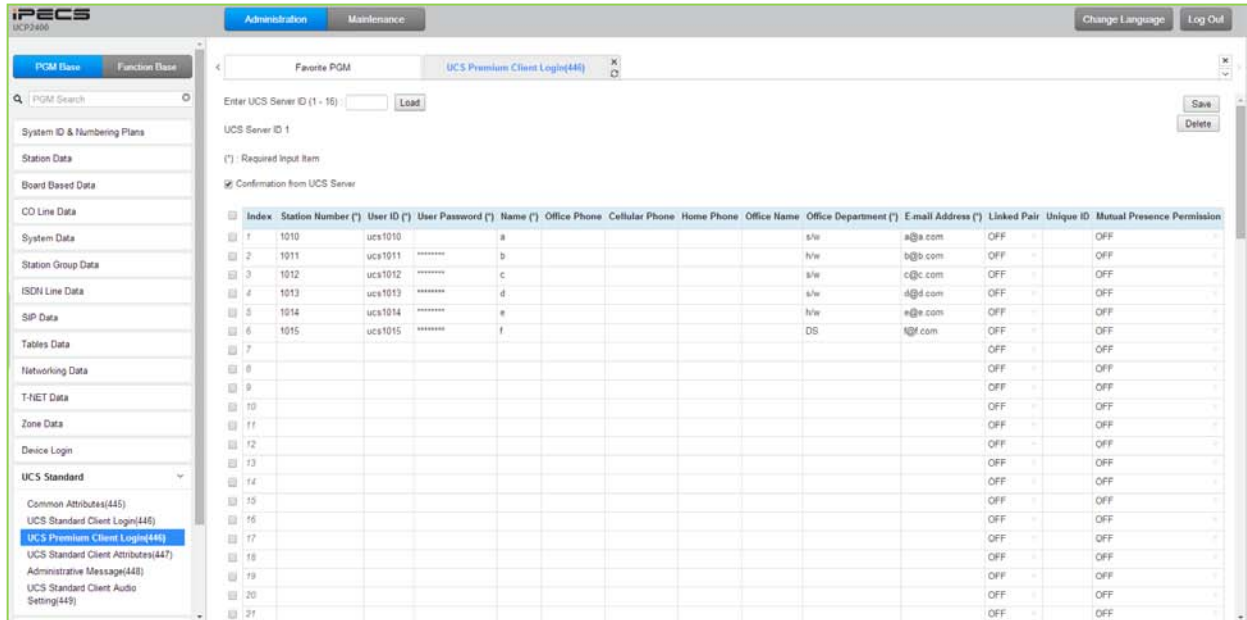 iPECS
UCP2400
Administration Maintenance Change Language Log Out
PGM Base Function Base
Favorite PGM UCS Premium Client Login(446)
PGM Search
Enter UCS Server ID (1 - 16) : Load Save
UCS Server ID 1 Delete
(*) : Required Input Item
Confirmation from UCS Server
System ID & Numbering Plans
Station Data
Board Based Data
CO Line Data
System Data
Station Group Data
ISDN Line Data
SIP Data
Tables Data
Networking Data
T-NET Data
Zone Data
Device Login
UCS Standard
Common Attributes(445)
UCS Standard Client Login(446)
UCS Premium Client Login(446)
UCS Standard Client Attributes(447)
Administrative Message(448)
UCS Standard Client Audio
Setting(449)
Index Station Number (*) User ID (*) User Password (*) Name (*) Office Phone Cellular Phone Home Phone Office Name Office Department (*) E-mail Address (*) Linked Pair Unique ID Mutual Presence Permission
1 1010 ucs1010 a s/w a@a.com OFF OFF
2 1011 ucs1011 ******** b h/w b@b.com OFF OFF
3 1012 ucs1012 ******** c s/w c@c.com OFF OFF
4 1013 ucs1013 ******** d s/w d@d.com OFF OFF
5 1014 ucs1014 ******** e h/w e@e.com OFF OFF
6 1015 ucs1015 ******** f DS f@f.com OFF OFF
7 OFF OFF
8 OFF OFF
9 OFF OFF
10 OFF OFF
11 OFF OFF
12 OFF OFF
13 OFF OFF
14 OFF OFF
15 OFF OFF
16 OFF OFF
17 OFF OFF
18 OFF OFF
19 OFF OFF
20 OFF OFF
21 OFF OFF